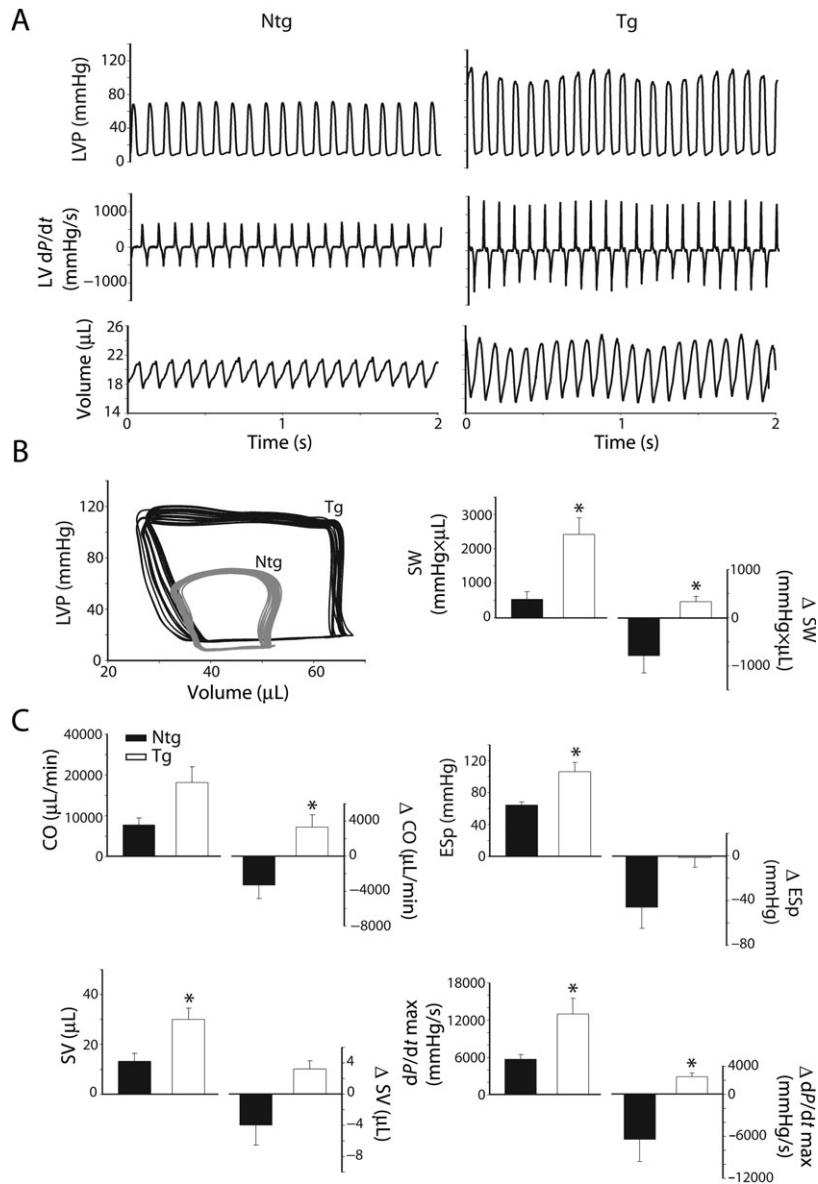 A
Ntg
Tg
LVP (mmHg)
120
80
40
0
LV dP/dt
(mmHg/s)
1000
0
−1000
Volume (μL)
26
22
18
14
0
1
2
0
1
2
Time (s)
Time (s)
B
LVP (mmHg)
120
80
40
0
Tg
Ntg
20
40
60
Volume (μL)
SW
(mmHg×μL)
3000
2000
1000
0
*
*
1000
0
−1000
Δ SW
(mmHg×μL)
C
Ntg
Tg
CO (μL/min)
40000
20000
10000
0
*
4000
0
−4000
−8000
Δ CO (μL/min)
ESp (mmHg)
120
80
40
0
*
0
−40
−80
Δ ESp
(mmHg)
SV (μL)
40
20
0
*
4
0
−4
−8
Δ SV (μL)
dP/dt max
(mmHg/s)
18000
12000
6000
0
*
*
4000
0
−6000
−12000
Δ dP/dt max
(mmHg/s)